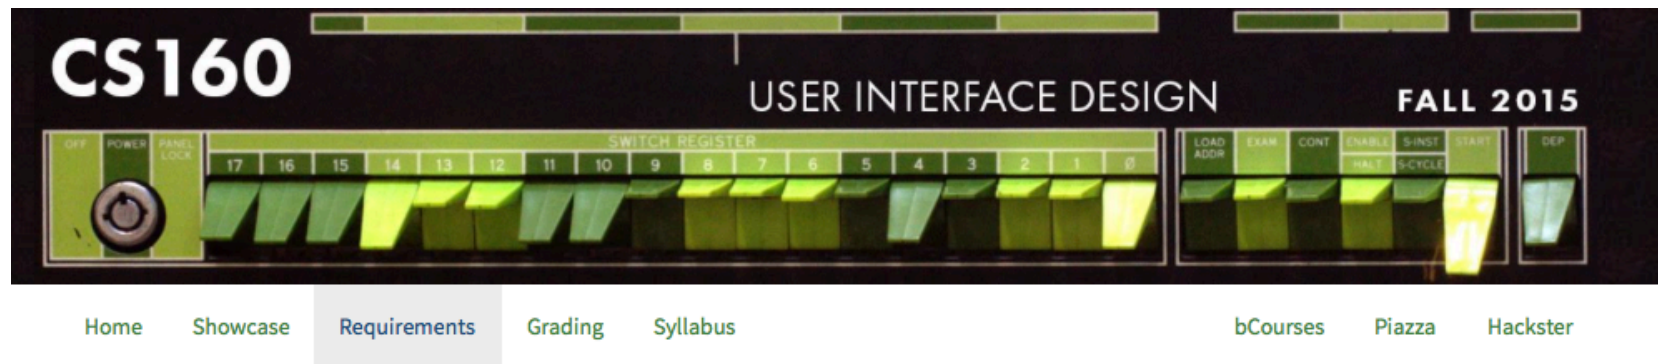 CS160
USER INTERFACE DESIGN
FALL 2015
OFF POWER PANEL LOCK
SWITCH REGISTER
17 16 15 14 13 12 11 10 9 8 7 6 5 4 3 2 1 Ø
LOAD ADDR EXAM CONT ENABLE S-INST START DEP
HALT S-CYCLE
Home Showcase Requirements Grading Syllabus bCourses Piazza Hackster